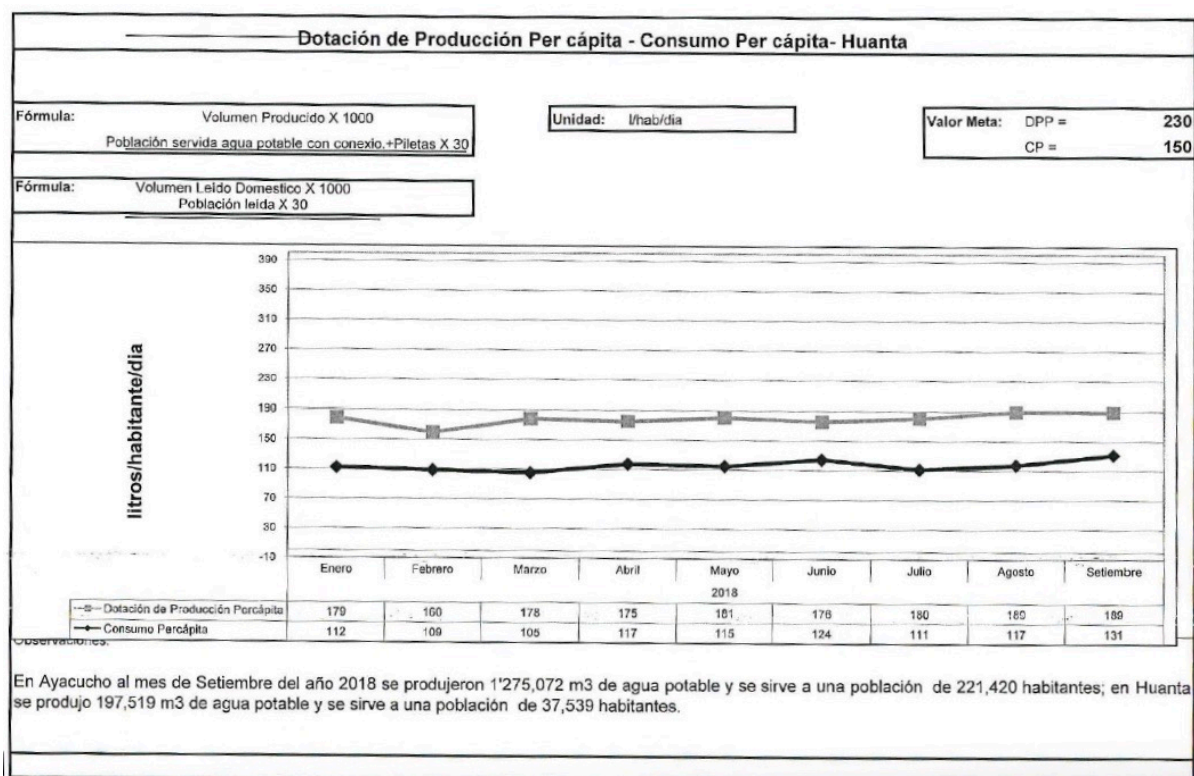 Dotación de Producción Per cápita - Consumo Per cápita- Huanta
Fórmula: Volumen Producido X 1000
Población servida agua potable con conexio.+Piletas X 30
Unidad: l/hab/dia
Valor Meta: DPP = 230
CP = 150
Fórmula: Volumen Leido Domestico X 1000
Población leida X 30
litros/habitante/dia
390
350
310
270
230
190
150
110
70
30
-10
Enero Febrero Marzo Abril Mayo Junio Julio Agosto Setiembre
2018
Dotación de Producción Percápita 179 160 178 175 181 176 180 189 189
Consumo Percápita 112 109 105 117 115 124 111 117 131
Observaciones:
En Ayacucho al mes de Setiembre del año 2018 se produjeron 1'275,072 m3 de agua potable y se sirve a una población de 221,420 habitantes; en Huanta
se produjo 197,519 m3 de agua potable y se sirve a una población de 37,539 habitantes.